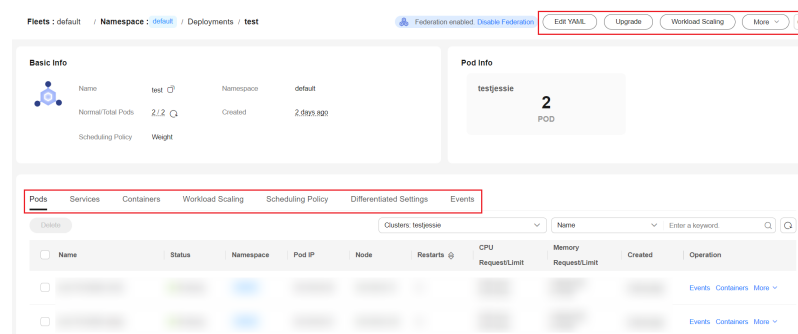 Fleets : default / Namespace : default / Deployments / test
Federation enabled. Disable Federation
Edit YAML Upgrade Workload Scaling More
Basic Info
Name test Namespace default
Normal/Total Pods 2 / 2 Created 2 days ago
Scheduling Policy Weight
Pod Info
testjessie
2
POD
Pods Services Containers Workload Scaling Scheduling Policy Differentiated Settings Events
Delete Clusters: testjessie Name Enter a keyword.
Name Status Namespace Pod IP Node Restarts CPU Request/Limit Memory Request/Limit Created Operation
Events Containers More
Events Containers More